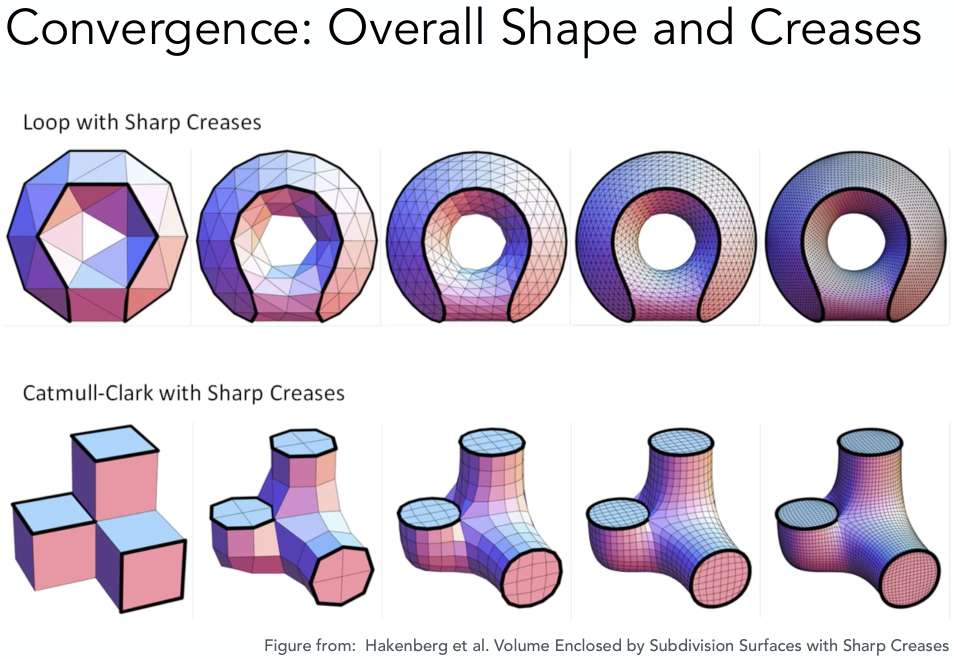 Convergence: Overall Shape and Creases
Loop with Sharp Creases
Catmull-Clark with Sharp Creases
Figure from:  Hakenberg et al. Volume Enclosed by Subdivision Surfaces with Sharp Creases